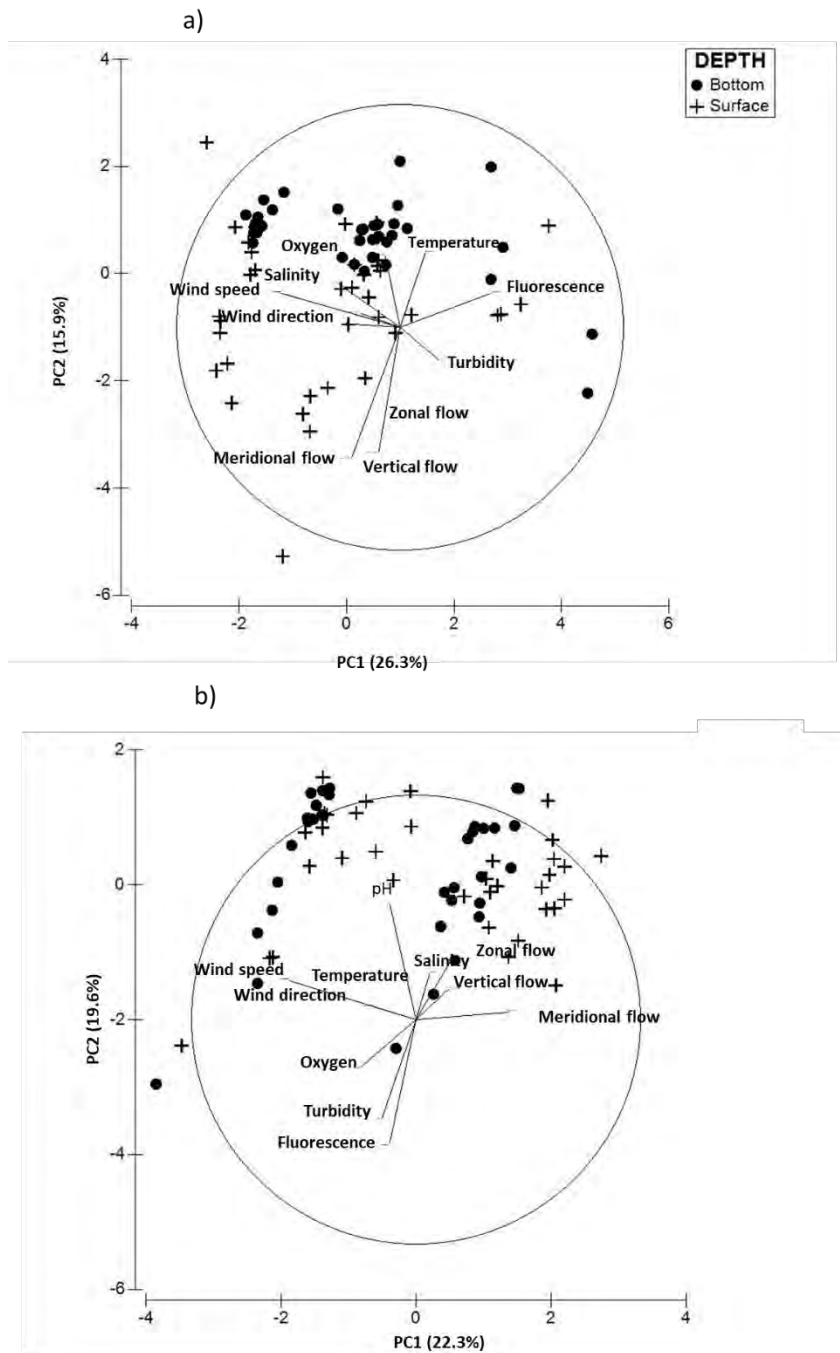 a)
4
DEPTH
● Bottom
+ Surface
2
Oxygen
Temperature
0
Salinity
Wind speed
Fluorescence
Wind direction
Turbidity
PC2 (15.9%)
-2
Zonal flow
Meridional flow
Vertical flow
-4
-6
-4 -2 0 2 4 6
PC1 (26.3%)
b)
2
0
pH
Zonal flow
Salinity
Wind speed
Temperature
Vertical flow
Wind direction
Meridional flow
-2
PC2 (19.6%)
Oxygen
Turbidity
Fluorescence
-4
-6
-4 -2 0 2 4
PC1 (22.3%)